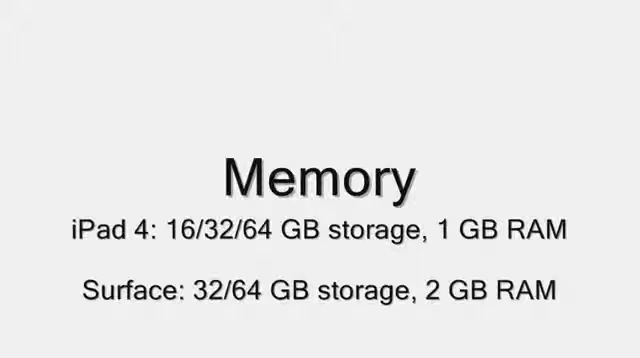 Memory
iPad 4: 16/32/64 GB storage, 1 GB RAM
Surface: 32/64 GB storage, 2 GB RAM